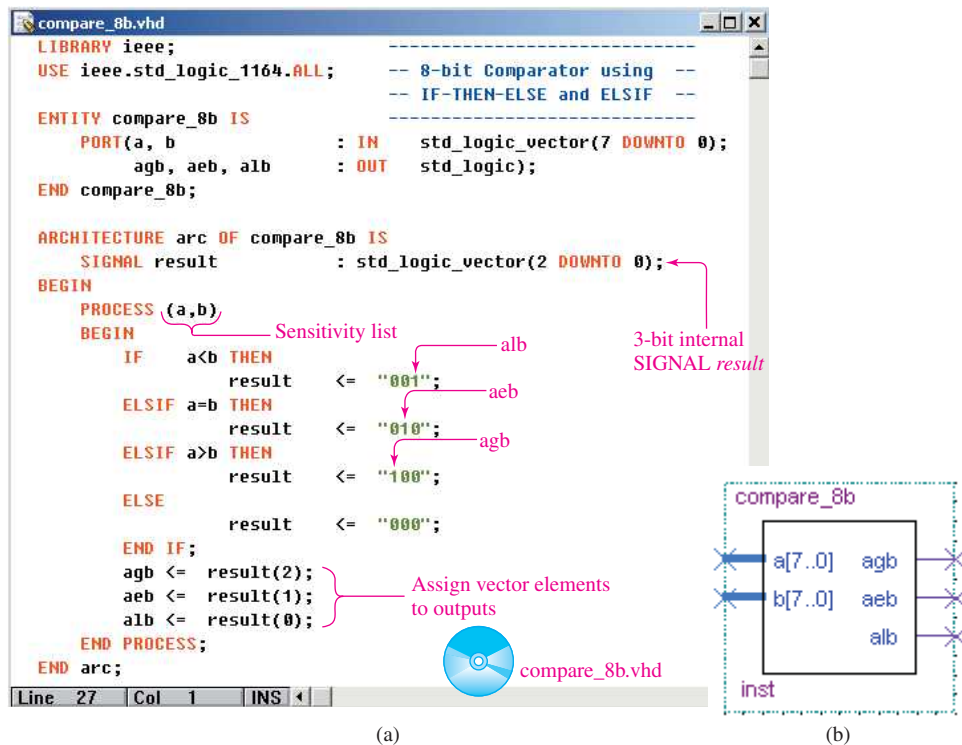 compare_8b.vhd
LIBRARY ieee; -------------------------------
USE ieee.std_logic_1164.ALL; -- 8-bit Comparator using --
-- IF-THEN-ELSE and ELSIF --
ENTITY compare_8b IS -------------------------------
PORT(a, b : IN std_logic_vector(7 DOWNTO 0);
agb, aeb, alb : OUT std_logic);
END compare_8b;
ARCHITECTURE arc OF compare_8b IS
SIGNAL result : std_logic_vector(2 DOWNTO 0);
BEGIN
PROCESS (a,b)
BEGIN
Sensitivity list
3-bit internal
SIGNAL result
alb
IF a<b THEN
result <= "001";
aeb
ELSIF a=b THEN
result <= "010";
agb
ELSIF a>b THEN
result <= "100";
ELSE
result <= "000";
END IF;
agb <= result(2);
aeb <= result(1);
alb <= result(0);
Assign vector elements
to outputs
END PROCESS;
END arc;
compare_8b.vhd
Line 27 Col 1 INS
(a)
compare_8b
a[7..0] agb
b[7..0] aeb
alb
inst
(b)